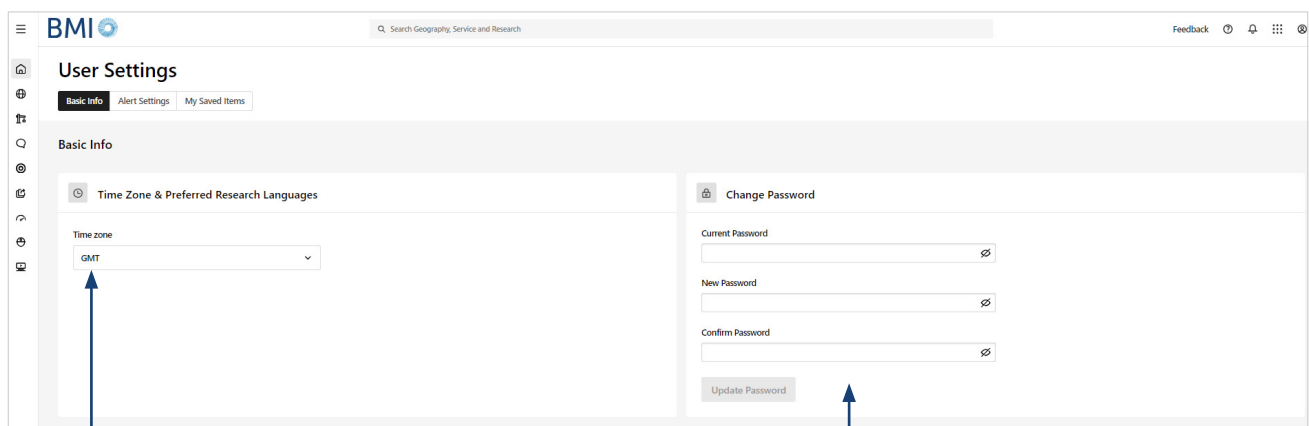 BMI
Search Geography, Service and Research
Feedback
User Settings
Basic Info Alert Settings My Saved Items
Basic Info
Time Zone & Preferred Research Languages
Time zone
GMT
Change Password
Current Password
New Password
Confirm Password
Update Password